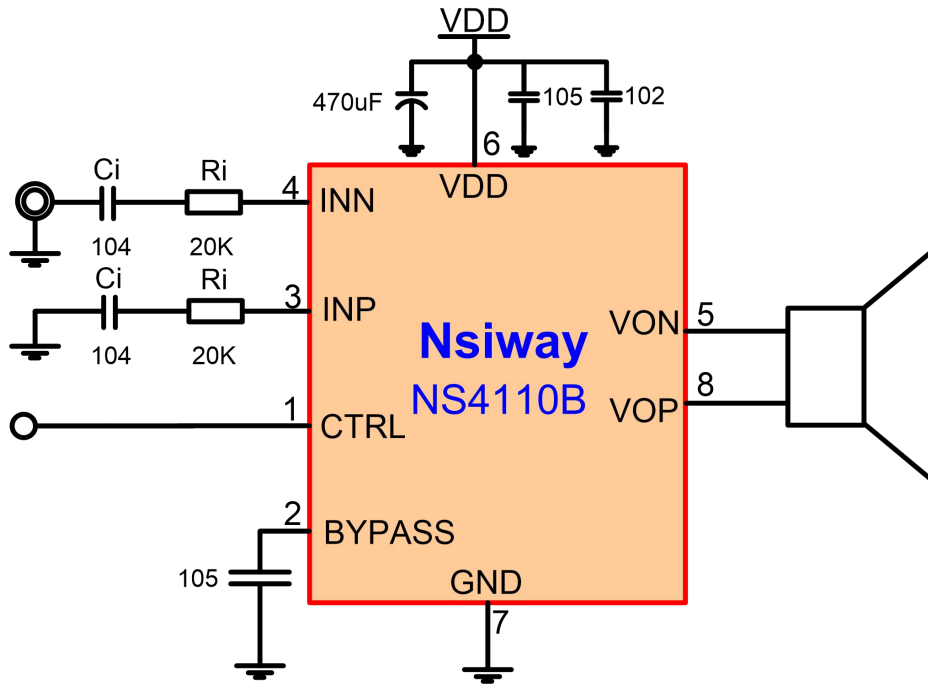 VDD
470uF
105
102
6
VDD
Ci
Ri
4
INN
104
20K
Ci
Ri
3
INP
104
20K
VON
5
Nsiway
NS4110B
VOP
8
1
CTRL
2
BYPASS
105
GND
7